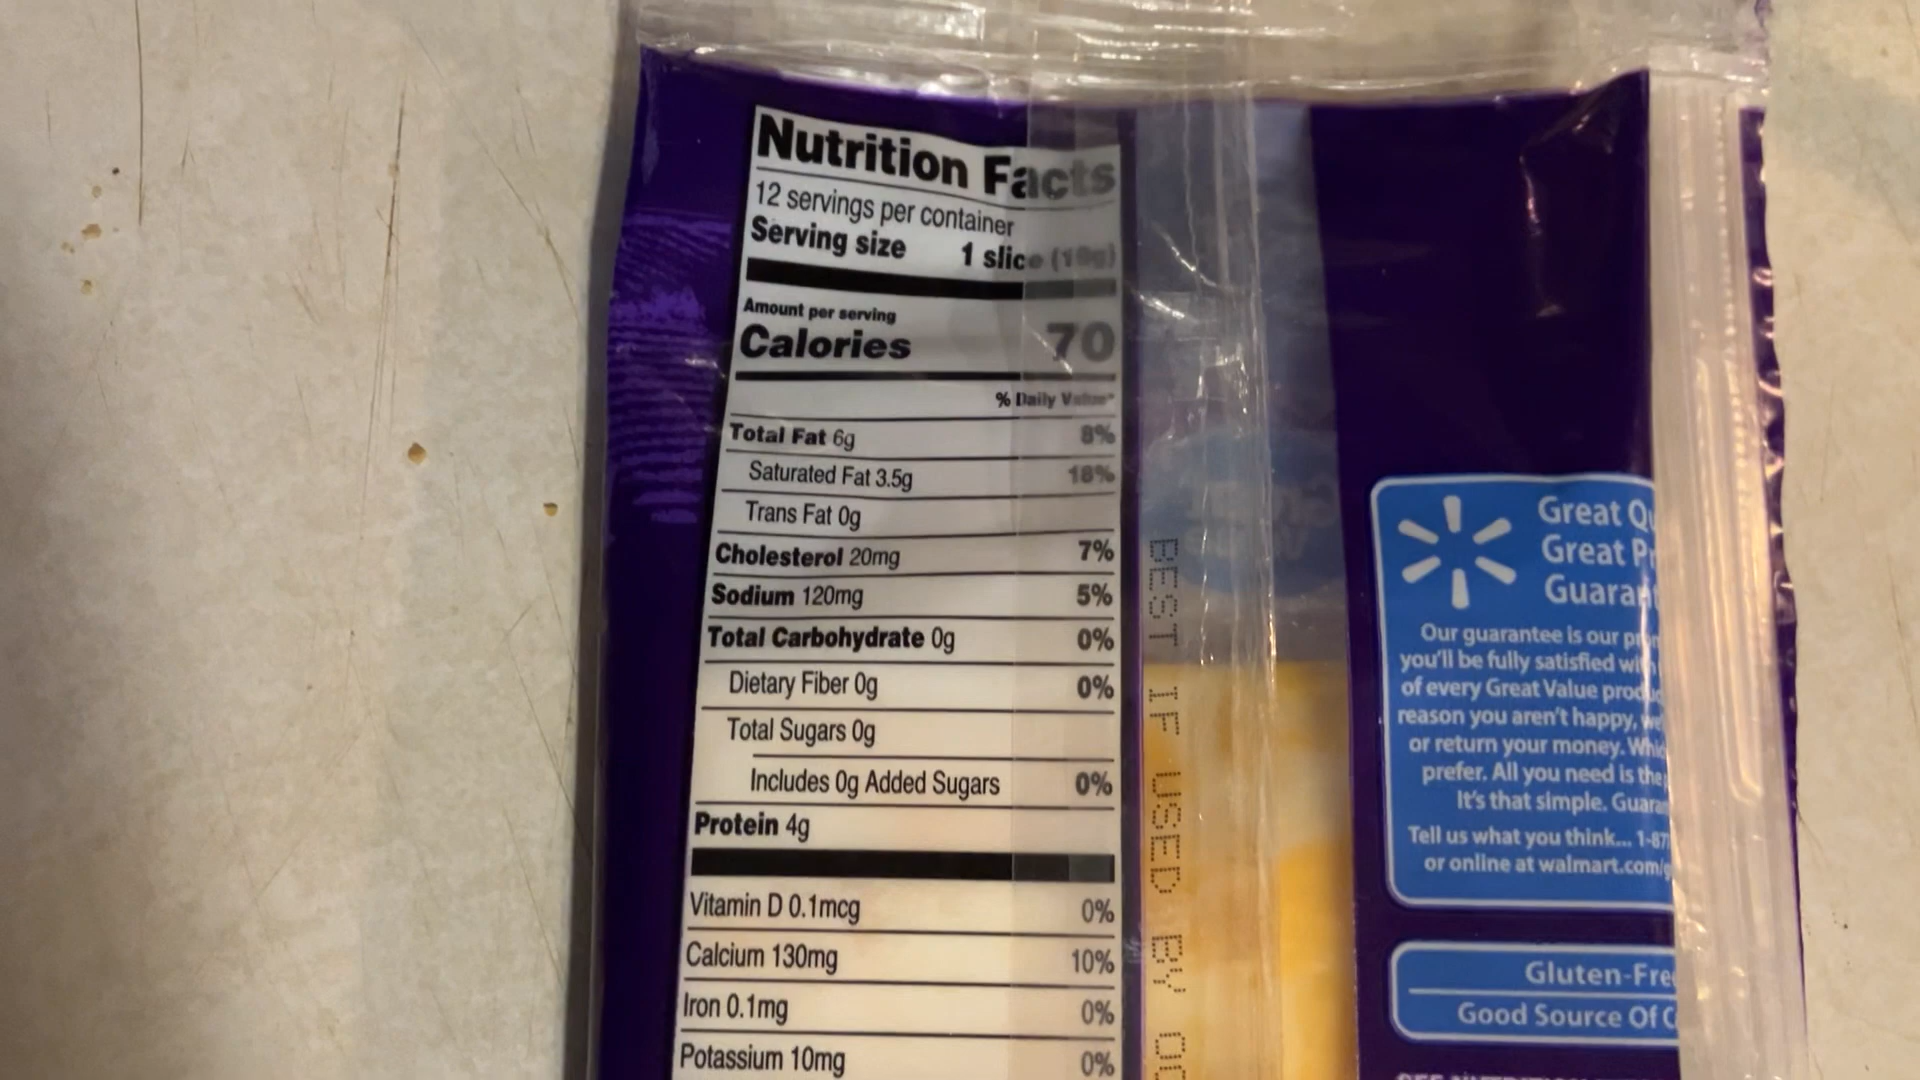 Nutrition Facts
12 servings per container
Serving size 1 slice
Amount per serving
Calories 70
% Daily Value*
Total Fat 6g 8%
Saturated Fat 3.5g 18%
Trans Fat 0g
Cholesterol 20mg 7%
Sodium 120mg 5%
Total Carbohydrate 0g 0%
Dietary Fiber 0g 0%
Total Sugars 0g
Includes 0g Added Sugars 0%
Protein 4g
Vitamin D 0.1mcg 0%
Calcium 130mg 10%
Iron 0.1mg 0%
Potassium 10mg 0%
BEST IF USED BY
Great
Great
Our guarantee is our
you'll be fully satisfied
of every Great Value
reason you aren't happy,
or return your money.
prefer. All you need is
It's that simple.
Tell us what you think...
or online at
Good Source Of